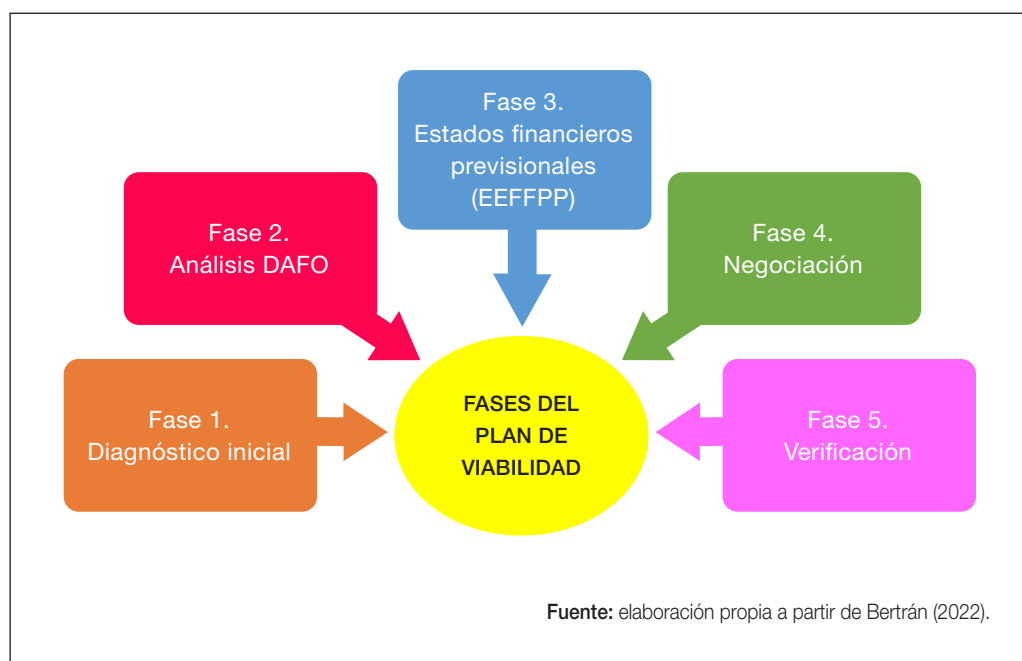 Fase 1.
Diagnóstico inicial
Fase 2.
Análisis DAFO
Fase 3.
Estados financieros
previsionales
(EEFFPP)
Fase 4.
Negociación
Fase 5.
Verificación
FASES DEL
PLAN DE
VIABILIDAD
Fuente: elaboración propia a partir de Bertrán (2022).